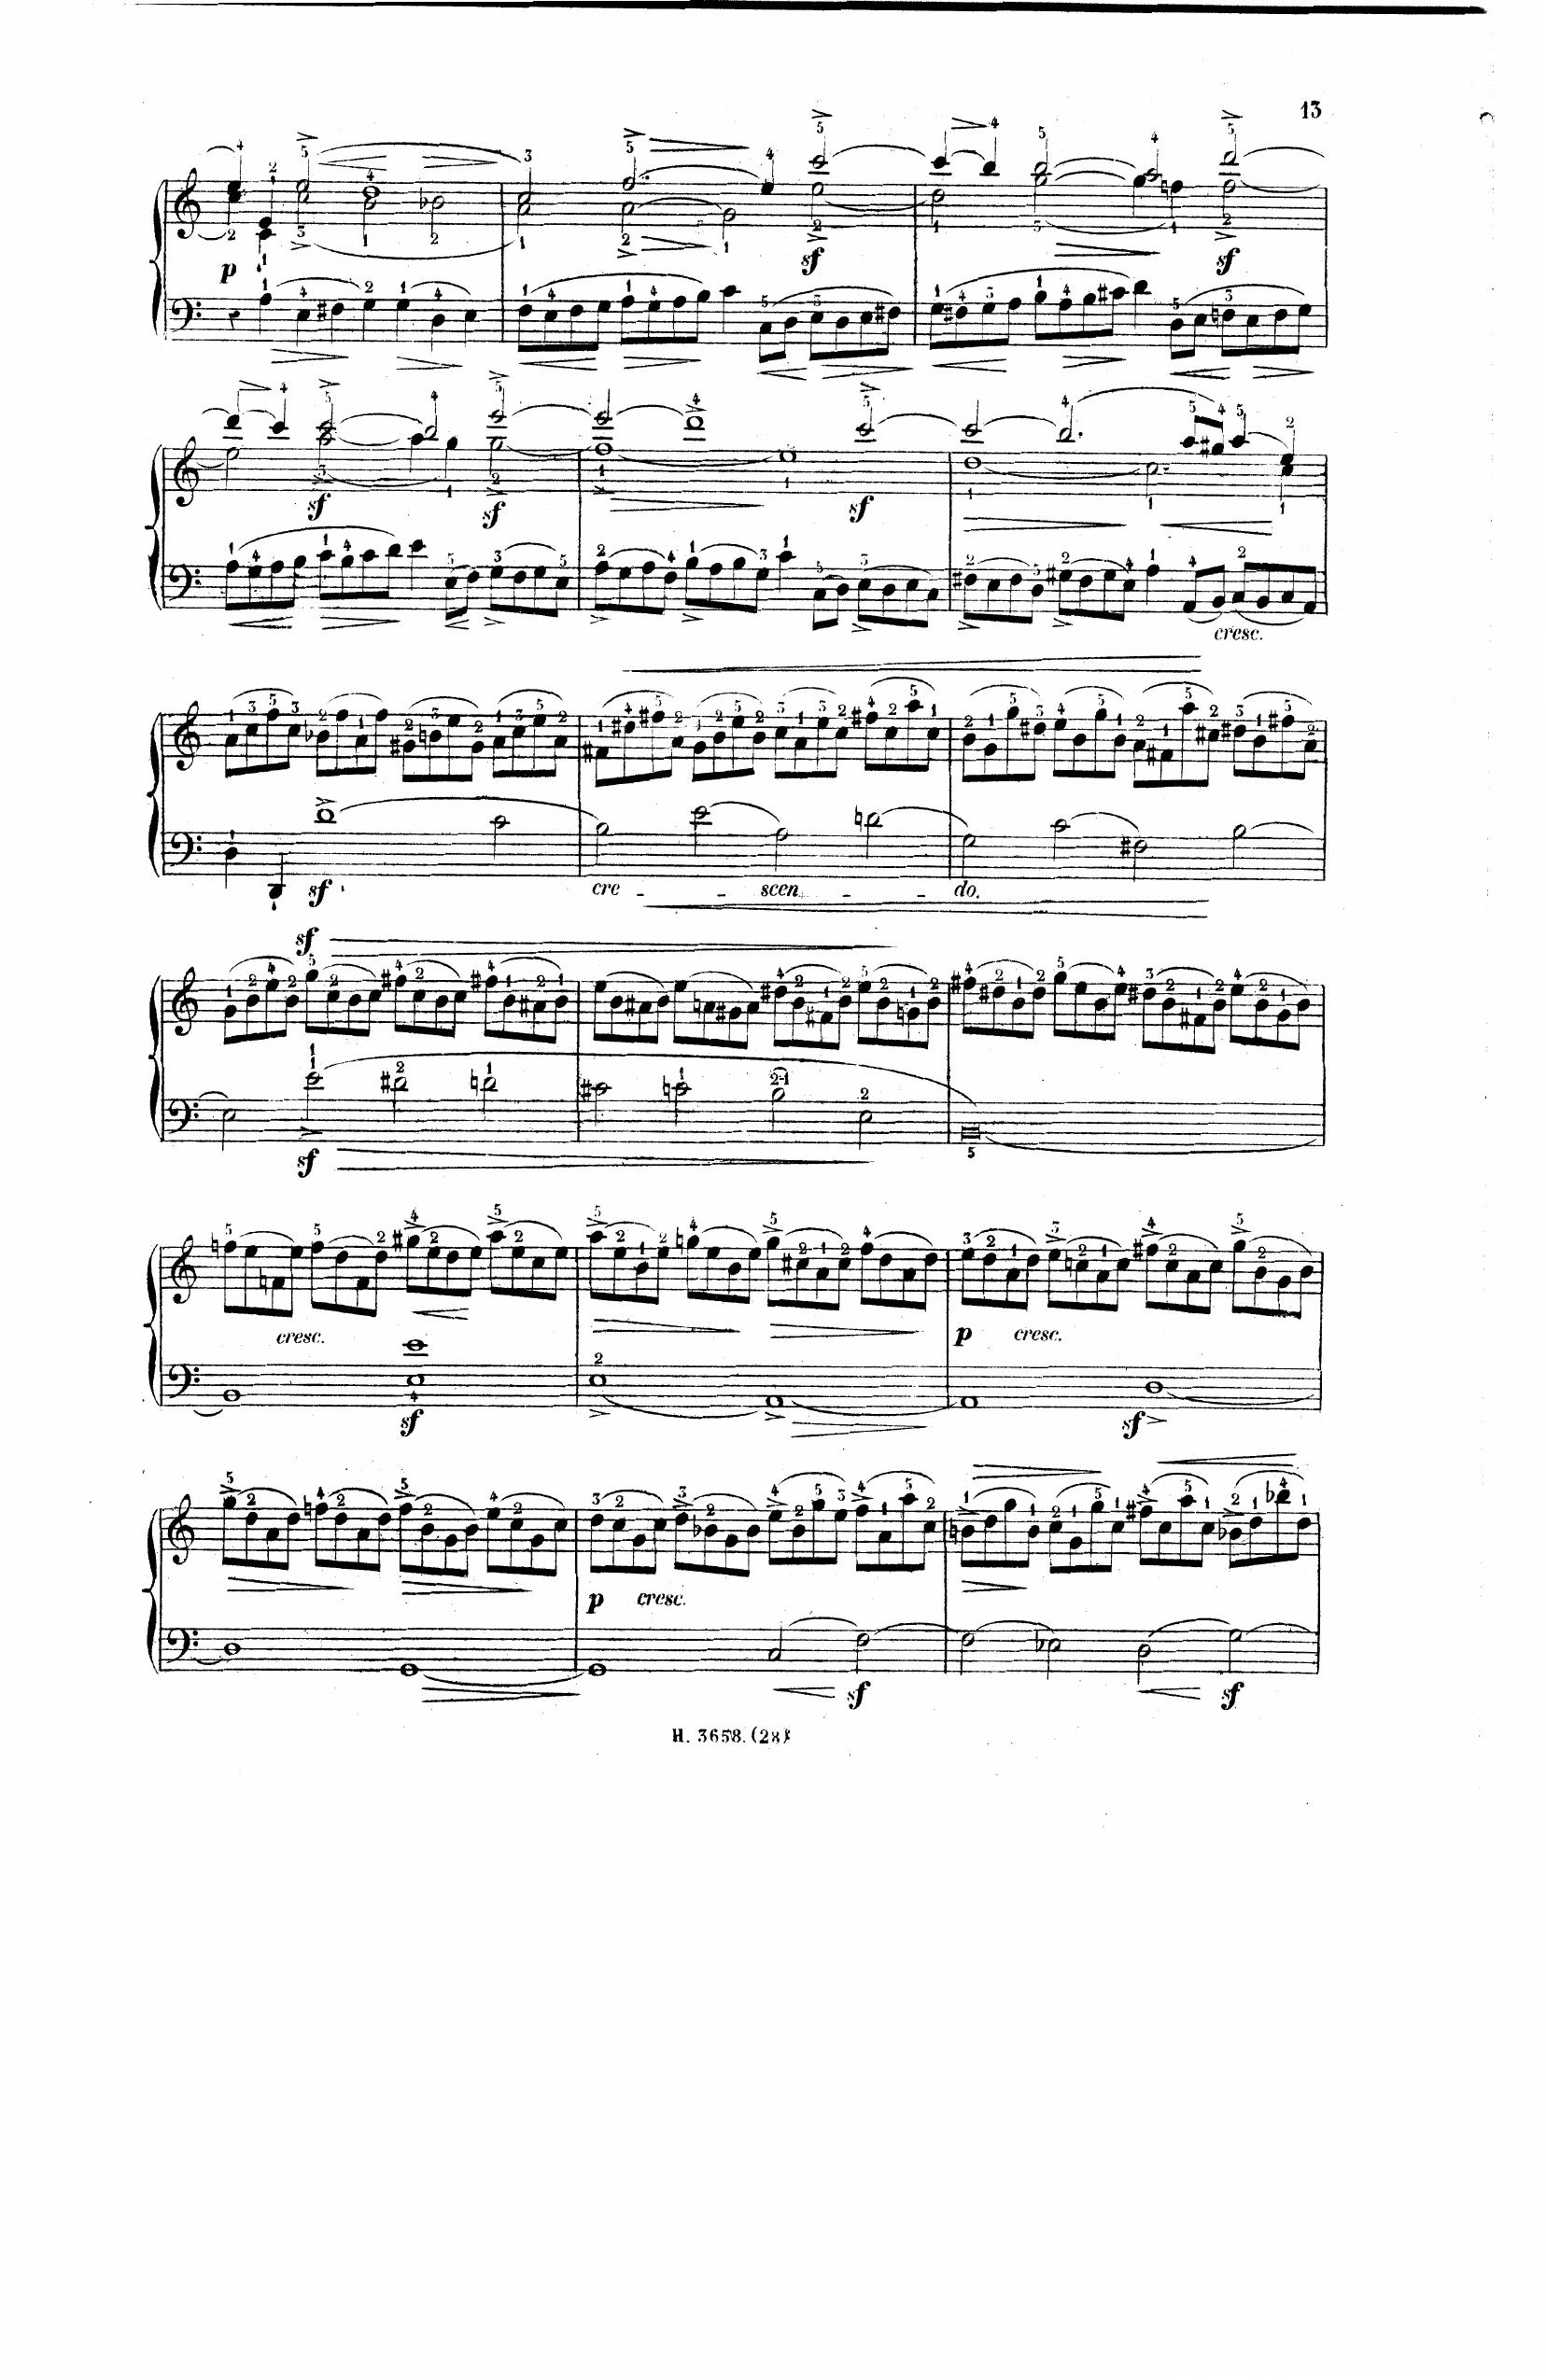 13
p
sf
sf
sf
sf
sf
cresc.
sf
cre - - scen - - do.
sf
sf
cresc.
p
cresc.
sf
sf
p
cresc.
sf
sf
H. 3658. (28)